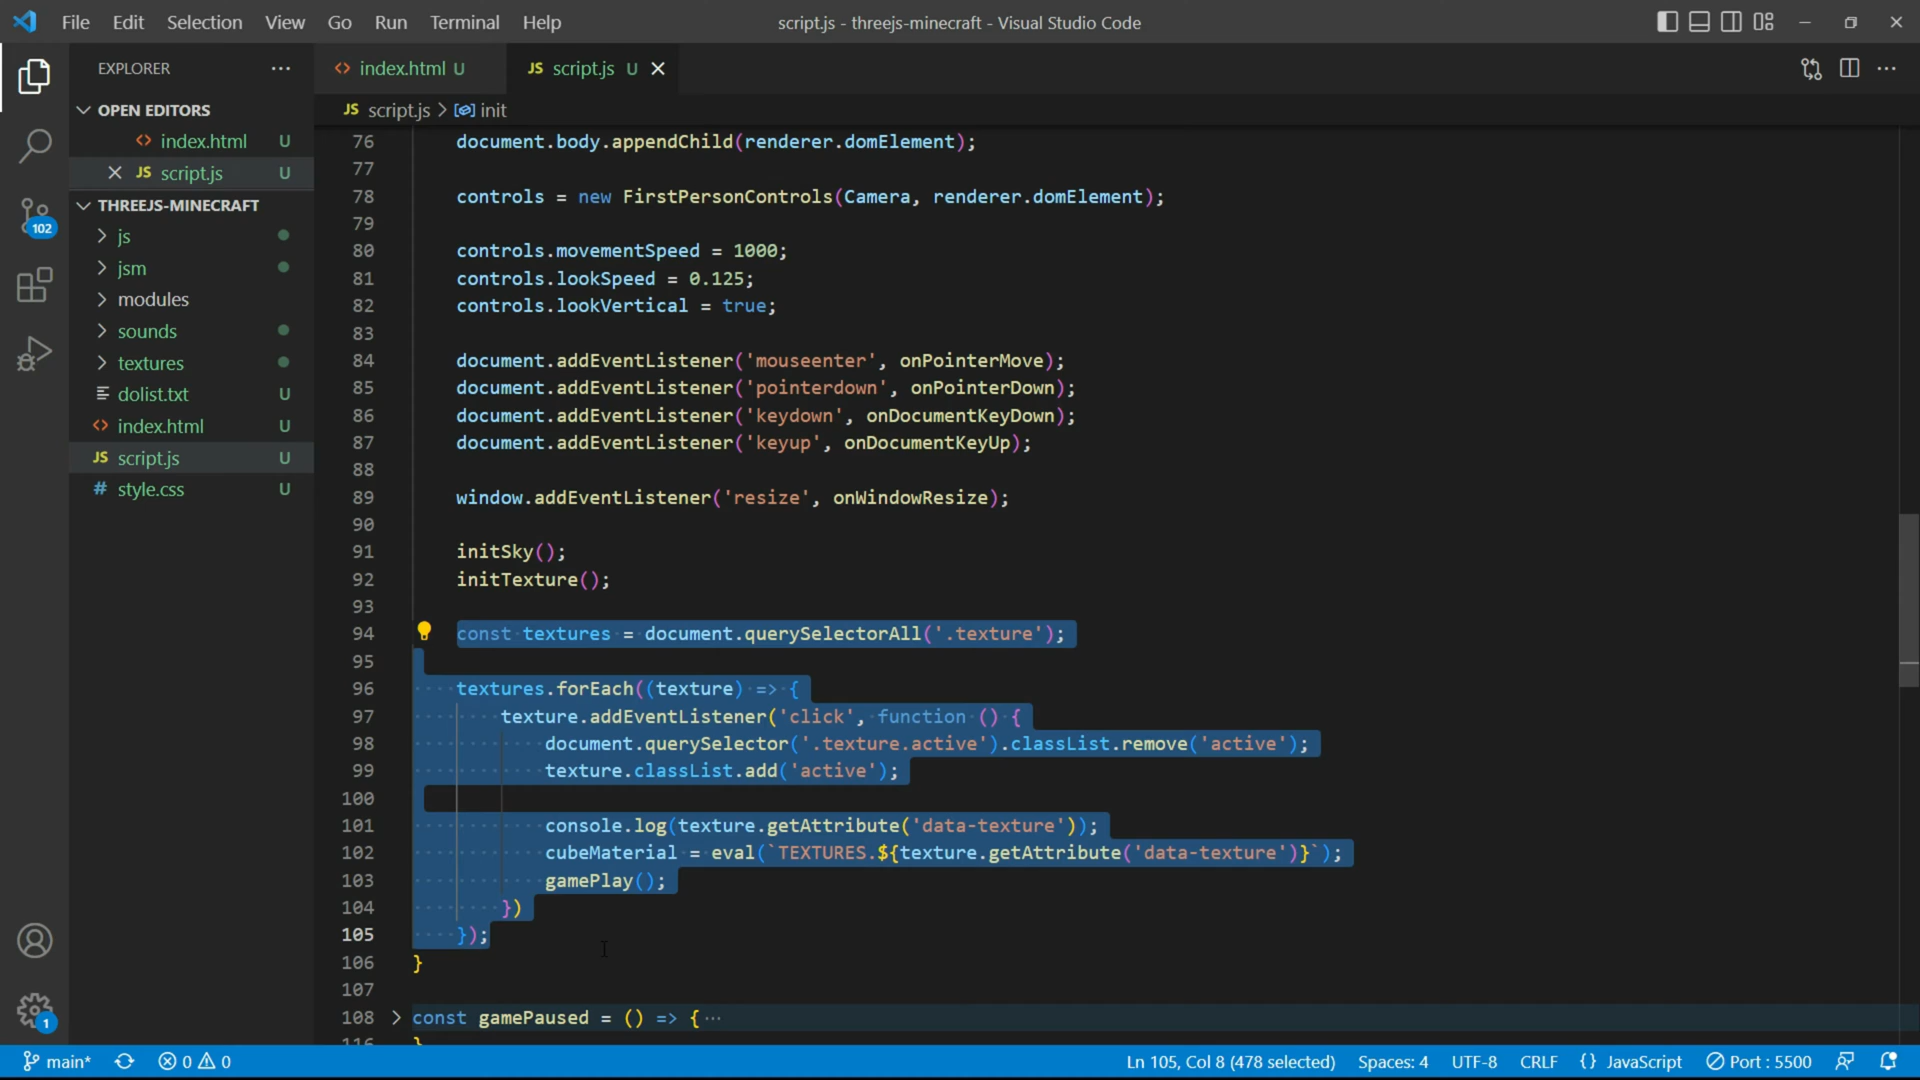 File Edit Selection View Go Run Terminal Help
script.js - threejs-minecraft - Visual Studio Code
EXPLORER
OPEN EDITORS
index.html U
script.js U
THREEJS-MINECRAFT
js
jsm
modules
sounds
textures
dolist.txt U
index.html U
script.js U
style.css U
102
1
index.html U
JS script.js U
JS script.js > init
76 document.body.appendChild(renderer.domElement);
77
78 controls = new FirstPersonControls(Camera, renderer.domElement);
79
80 controls.movementSpeed = 1000;
81 controls.lookSpeed = 0.125;
82 controls.lookVertical = true;
83
84 document.addEventListener('mouseenter', onPointerMove);
85 document.addEventListener('pointerdown', onPointerDown);
86 document.addEventListener('keydown', onDocumentKeyDown);
87 document.addEventListener('keyup', onDocumentKeyUp);
88
89 window.addEventListener('resize', onWindowResize);
90
91 initSky();
92 initTexture();
93
94 const textures = document.querySelectorAll('.texture');
95
96 textures.forEach((texture) => {
97 texture.addEventListener('click', function () {
98 document.querySelector('.texture.active').classList.remove('active');
99 texture.classList.add('active');
100
101 console.log(texture.getAttribute('data-texture'));
102 cubeMaterial = eval(`TEXTURES.${texture.getAttribute('data-texture')}`);
103 gamePlay();
104 })
105 });
106 }
107
108 const gamePaused = () => { ...
116 }
main* 0 0
Ln 105, Col 8 (478 selected) Spaces: 4 UTF-8 CRLF {} JavaScript Port : 5500